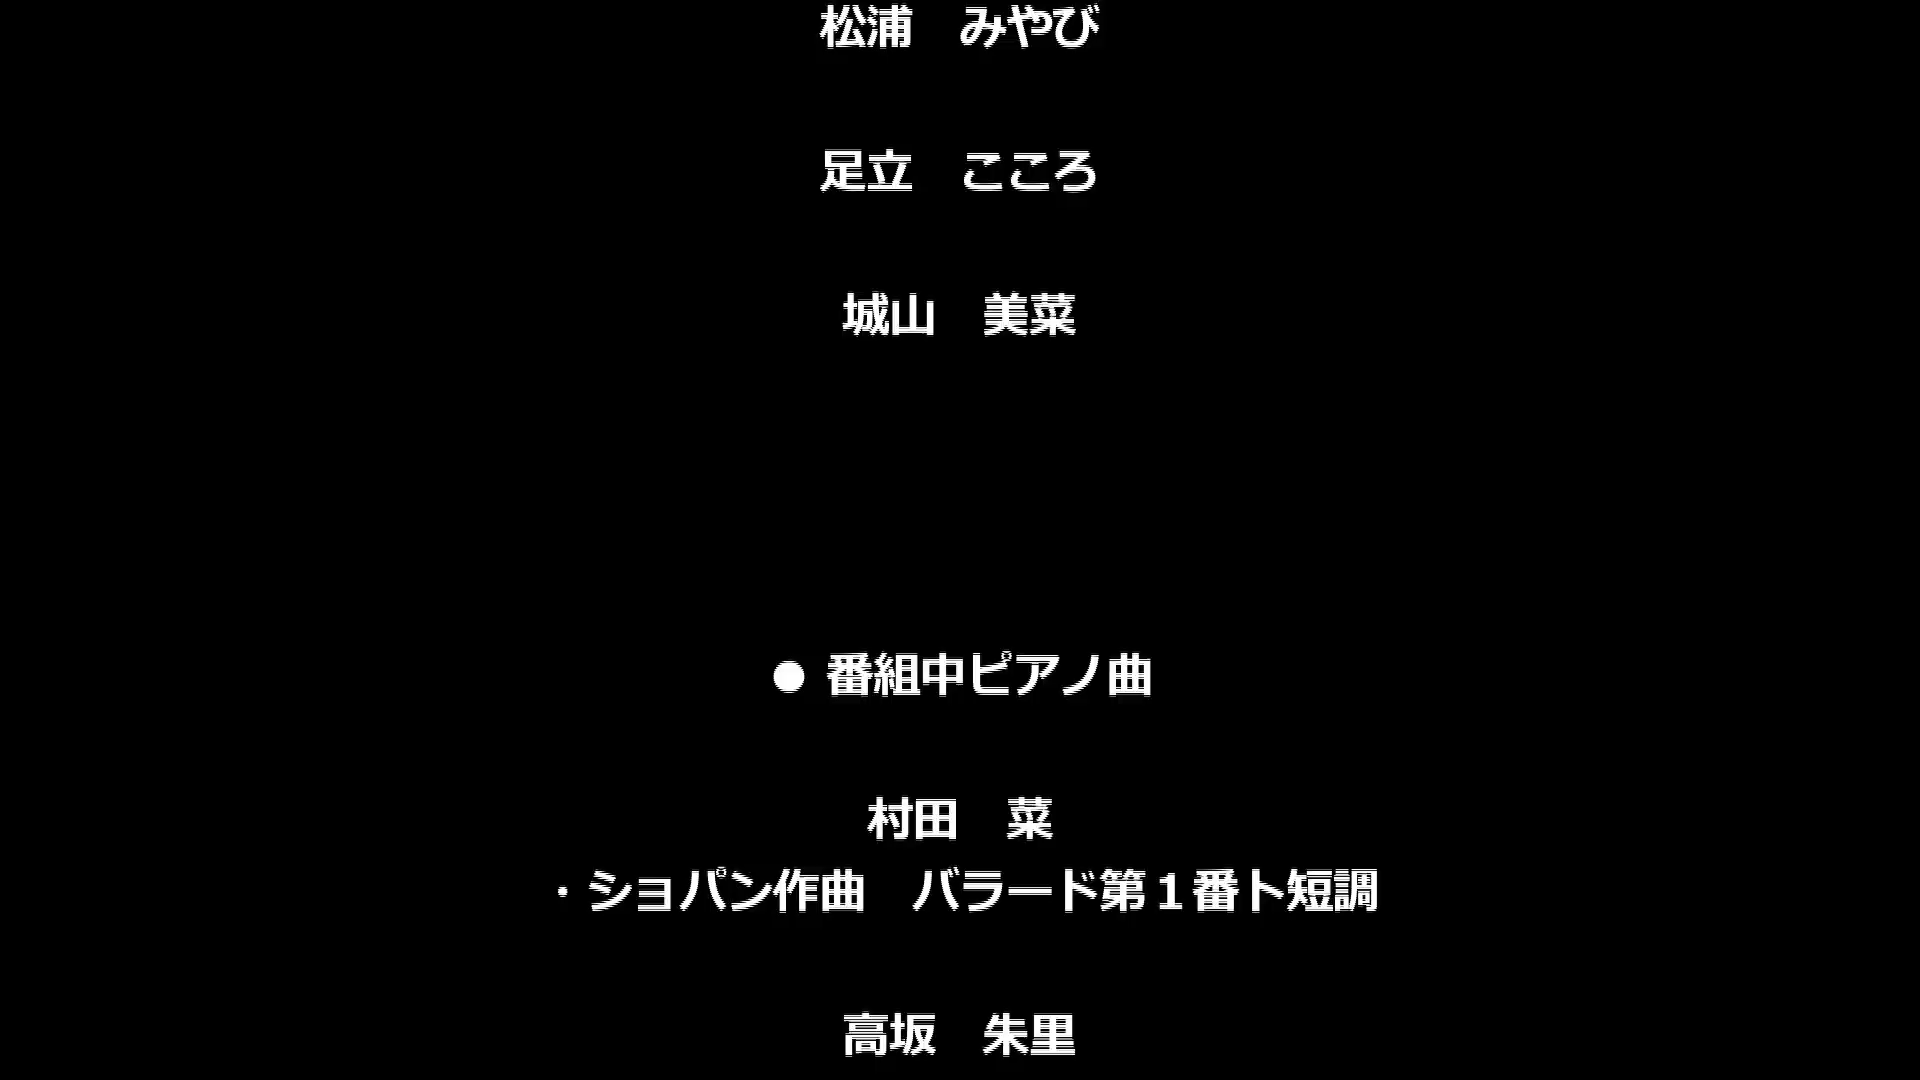 松浦　みやび
足立　こころ
城山　美菜
● 番組中ピアノ曲
村田　菜
・ショパン作曲　バラード第１番ト短調
高坂　朱里